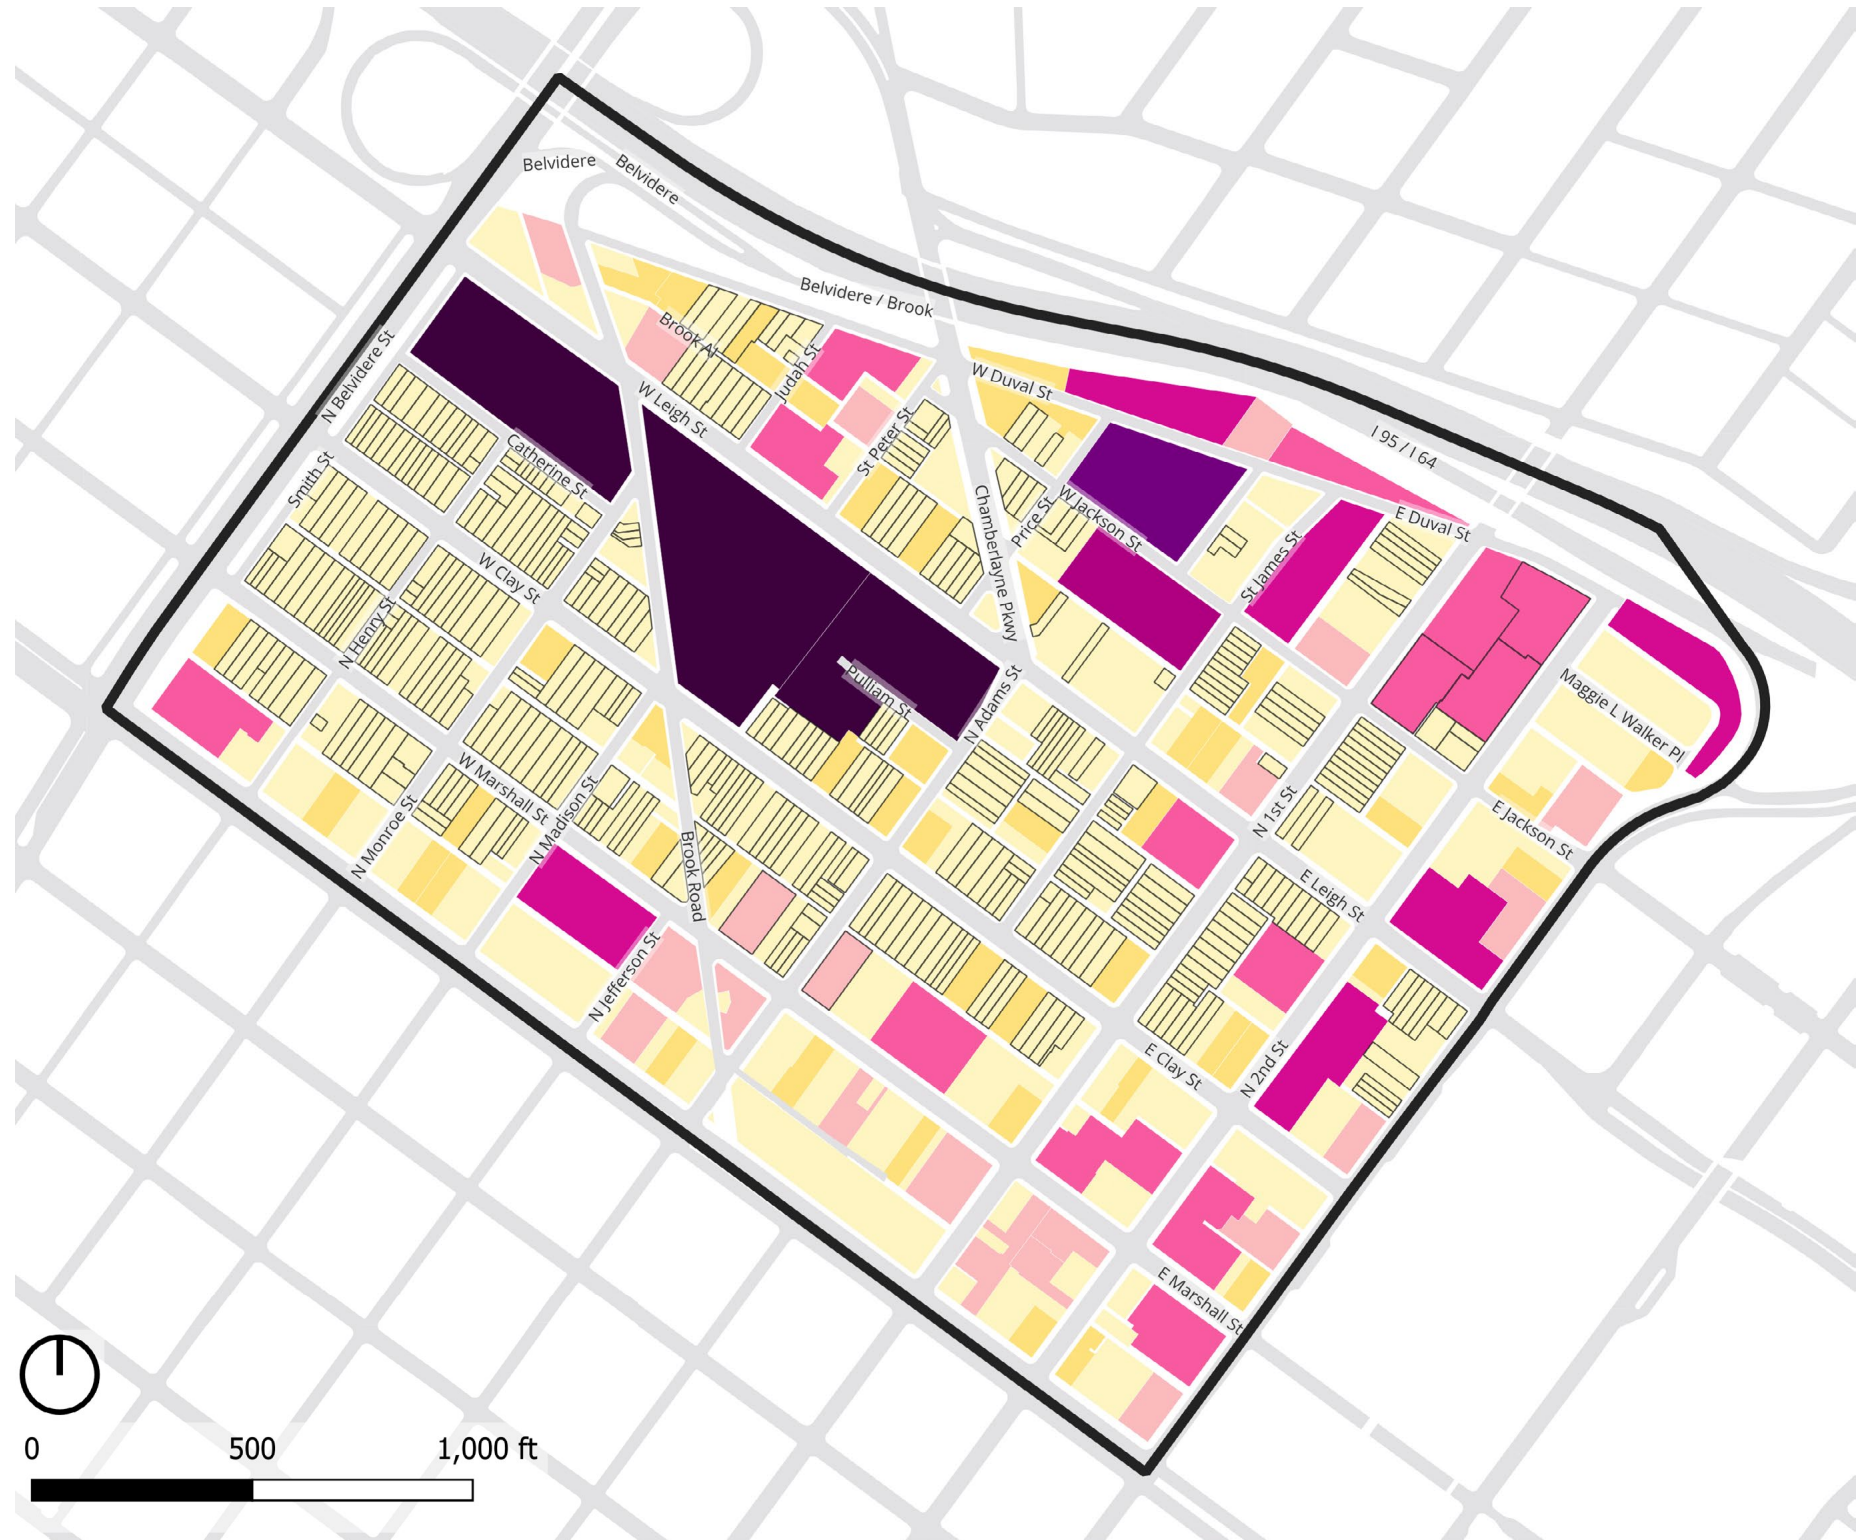 Belvidere
Belvidere
Belvidere / Brook
W Duval St
I 95 / I 64
N Belvidere St
Brook Al
Judah St
W Leigh St
St Peter St
Catherine St
Smith St
Chamberlayne Pkwy
Price St
W Jackson St
St James St
E Duval St
W Clay St
N Henry St
Pulliam St
N Adams St
Maggie L Walker Pl
W Marshall St
N Monroe St
N Madison St
Brook Road
N 1st St
E Jackson St
E Leigh St
N Jefferson St
E Clay St
N 2nd St
E Marshall St
0 500 1,000 ft